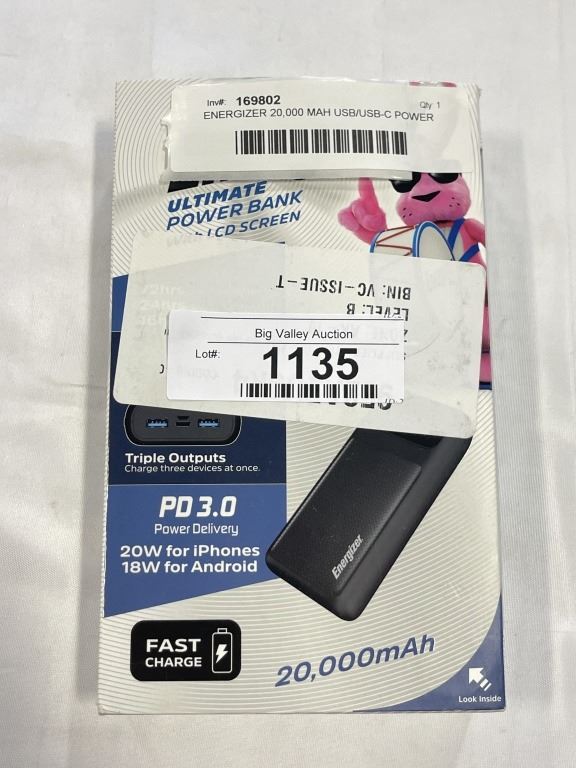 Inv#: 169802 Qty 1
ENERGIZER 20,000 MAH USB/USB-C POWER
ULTIMATE
POWER BANK
LCD SCREEN
BIN: VC-ISSUE-T
LEVEL: B
Big Valley Auction
Lot#: 1135
Triple Outputs
Charge three devices at once.
PD 3.0
Power Delivery
20W for iPhones
18W for Android
Energizer
FAST
CHARGE
20,000mAh
Look Inside